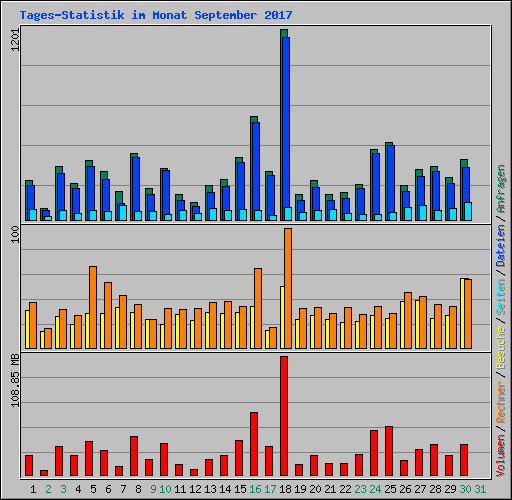 Tages-Statistik im Monat September 2017
1201
100
108.85 MB
Volumen / Rechner / Besuche / Seiten / Dateien / Anfragen
1 2 3 4 5 6 7 8 9 10 11 12 13 14 15 16 17 18 19 20 21 22 23 24 25 26 27 28 29 30 31